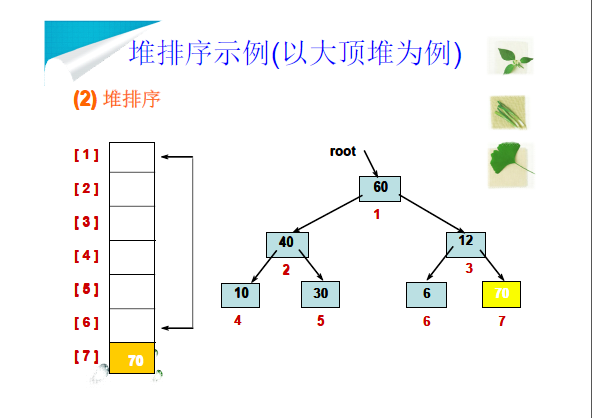 堆排序示例(以大顶堆为例)
(2) 堆排序
[ 1 ]
[ 2 ]
[ 3 ]
[ 4 ]
[ 5 ]
[ 6 ]
[ 7 ] 70
root
60
1
40 12
2 3
10 30 6 70
4 5 6 7